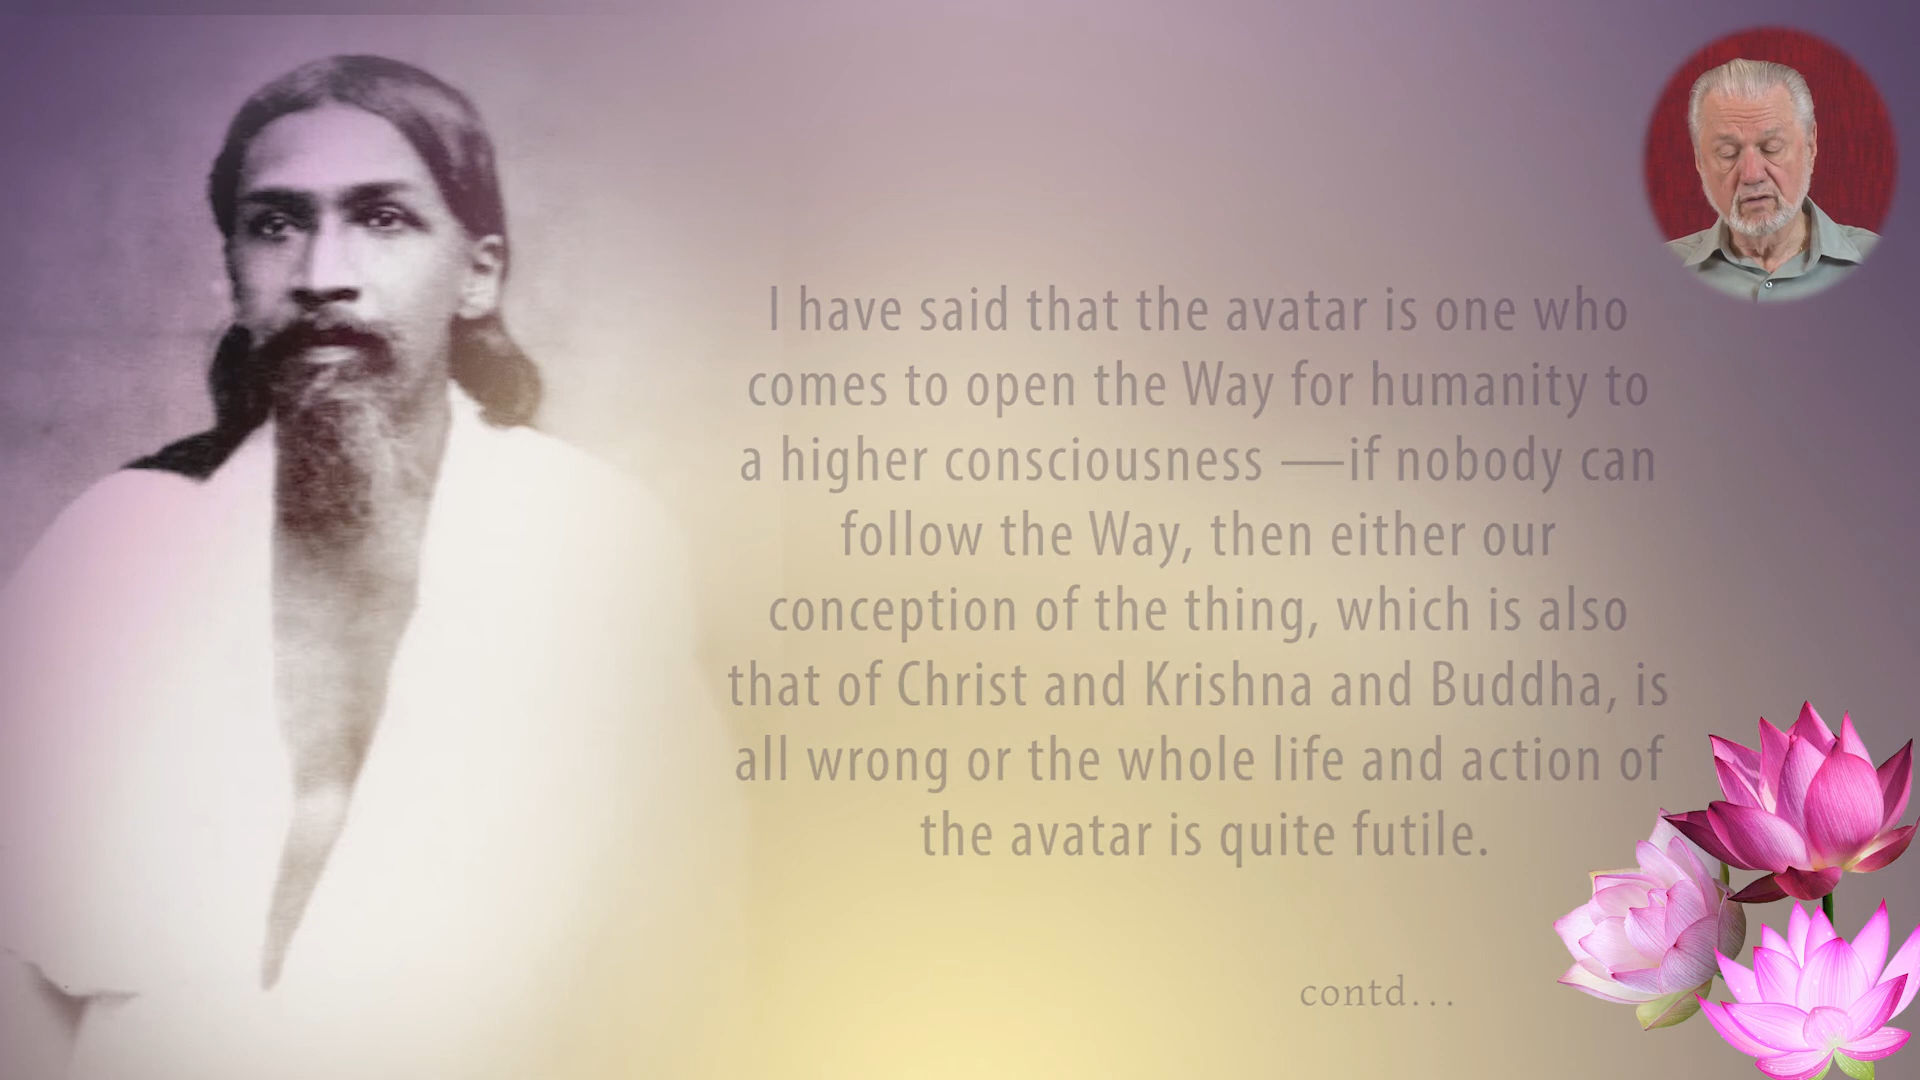 I have said that the avatar is one who
comes to open the Way for humanity to
a higher consciousness —if nobody can
follow the Way, then either our
conception of the thing, which is also
that of Christ and Krishna and Buddha, is
all wrong or the whole life and action of
the avatar is quite futile.
contd...